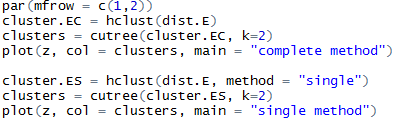 par(mfrow = c(1,2))
cluster.EC = hclust(dist.E)
clusters = cutree(cluster.EC, k=2)
plot(z, col = clusters, main = "complete method")

cluster.ES = hclust(dist.E, method = "single")
clusters = cutree(cluster.ES, k=2)
plot(z, col = clusters, main = "single method")